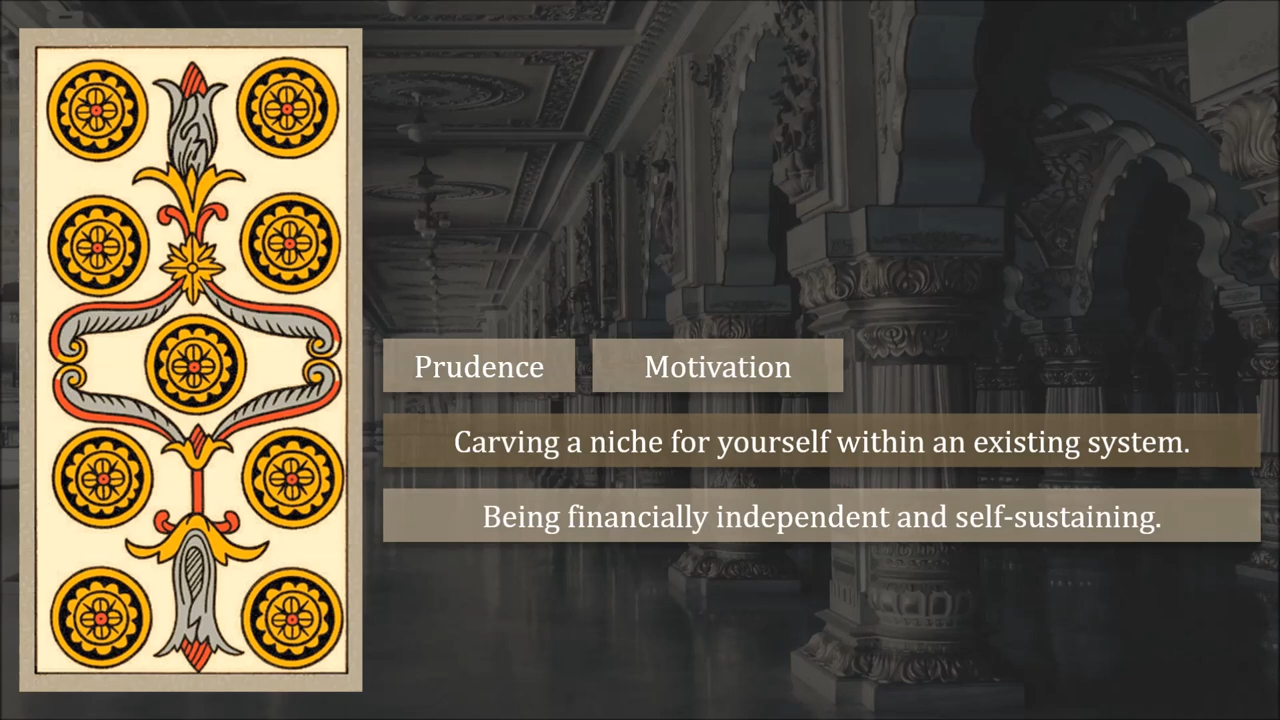 Prudence
Motivation
Carving a niche for yourself within an existing system.
Being financially independent and self-sustaining.